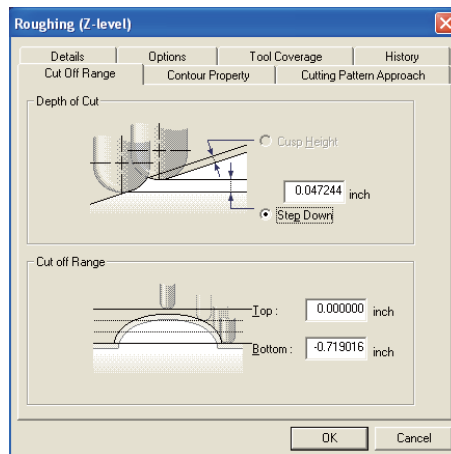 Roughing (Z-level)
Details Options Tool Coverage History
Cut Off Range Contour Property Cutting Pattern Approach
Depth of Cut
Cusp Height
0.047244 inch
Step Down
Cut off Range
Top : 0.000000 inch
Bottom : -0.719016 inch
OK Cancel